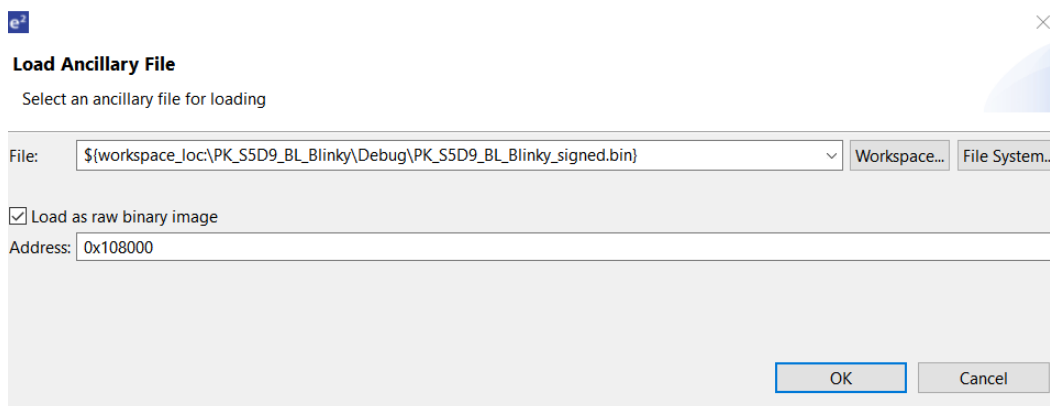 e²
Load Ancillary File
Select an ancillary file for loading
File: ${workspace_loc:\PK_S5D9_BL_Blinky\Debug\PK_S5D9_BL_Blinky_signed.bin} Workspace... File System..
Load as raw binary image
Address: 0x108000
OK Cancel